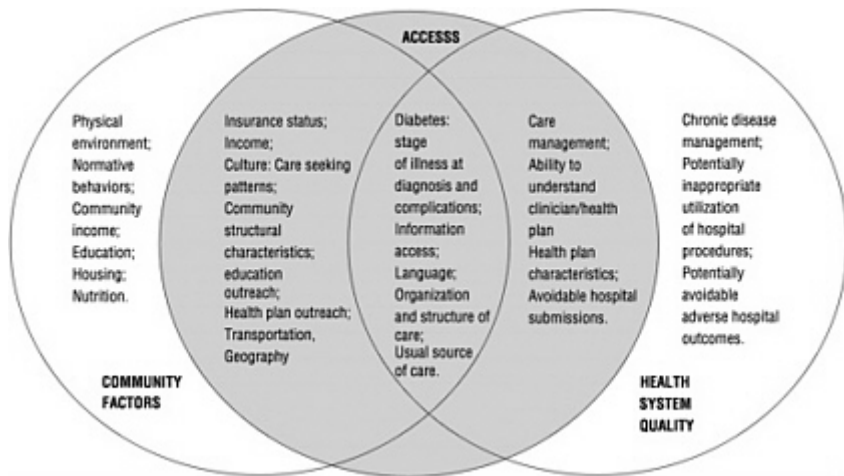 ACCESSS
Physical
environment;
Normative
behaviors;
Community
income;
Education;
Housing;
Nutrition.
Insurance status;
Income;
Culture: Care seeking
patterns;
Community
structural
characteristics;
education
outreach;
Health plan outreach;
Transportation,
Geography
Diabetes:
stage
of illness at
diagnosis and
complications;
Information
access;
Language;
Organization
and structure of
care;
Usual source
of care.
Care
management;
Ability to
understand
clinician/health
plan
Health plan
characteristics;
Avoidable hospital
submissions.
Chronic disease
management;
Potentially
inappropriate
utilization
of hospital
procedures;
Potentially
avoidable
adverse hospital
outcomes.
COMMUNITY
FACTORS
HEALTH
SYSTEM
QUALITY